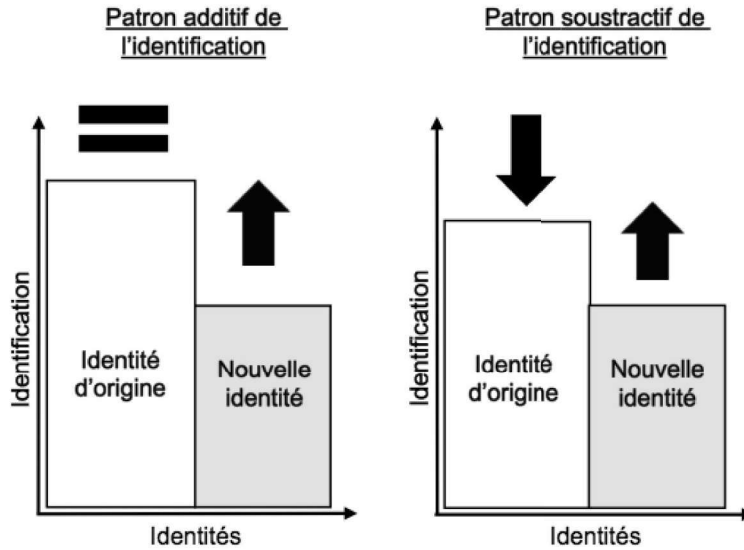 Patron additif de
l'identification
Identification
Identité
d'origine
Nouvelle
identité
Identités
Patron soustractif de
l'identification
Identification
Identité
d'origine
Nouvelle
identité
Identités